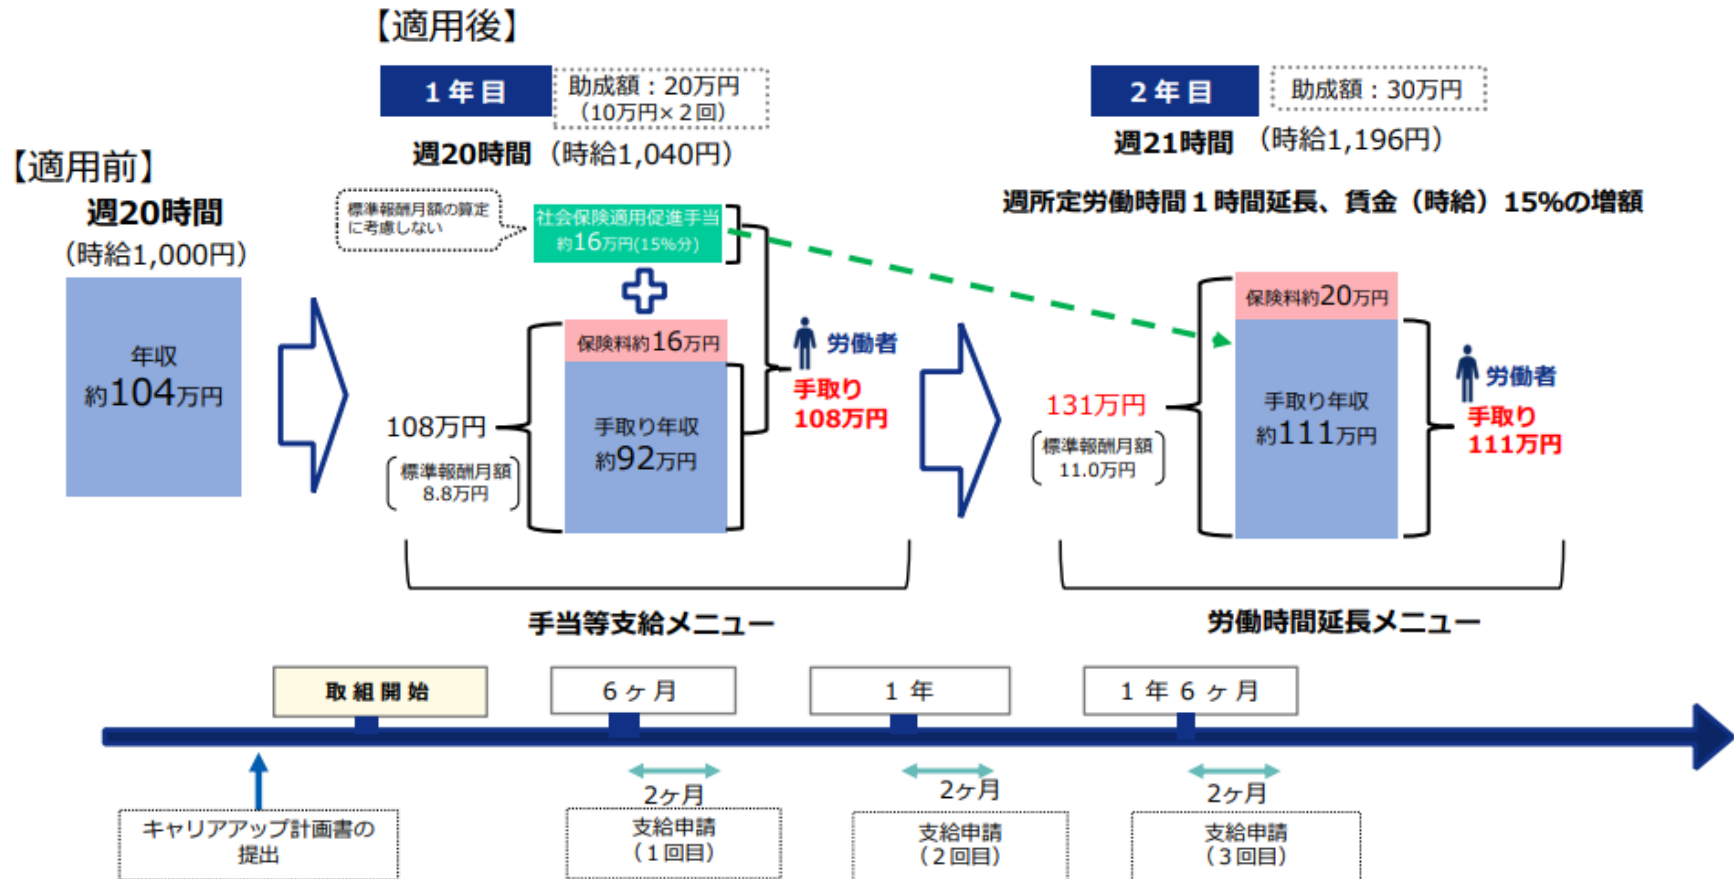 【適用後】
1年目
助成額：20万円
（10万円×２回）
週20時間（時給1,040円）
2年目
助成額：30万円
週21時間（時給1,196円）
【適用前】
週20時間
（時給1,000円）
年収
約104万円
標準報酬月額の算定
に考慮しない
社会保険適用促進手当
約16万円(15%分)
保険料約16万円
手取り年収
約92万円
108万円
標準報酬月額
8.8万円
労働者
手取り
108万円
週所定労働時間１時間延長、賃金（時給）15%の増額
保険料約20万円
手取り年収
約111万円
131万円
標準報酬月額
11.0万円
労働者
手取り
111万円
手当等支給メニュー
労働時間延長メニュー
取組開始
6ヶ月
1年
1年6ヶ月
2ヶ月
2ヶ月
2ヶ月
キャリアアップ計画書の
提出
支給申請
（１回目）
支給申請
（２回目）
支給申請
（３回目）